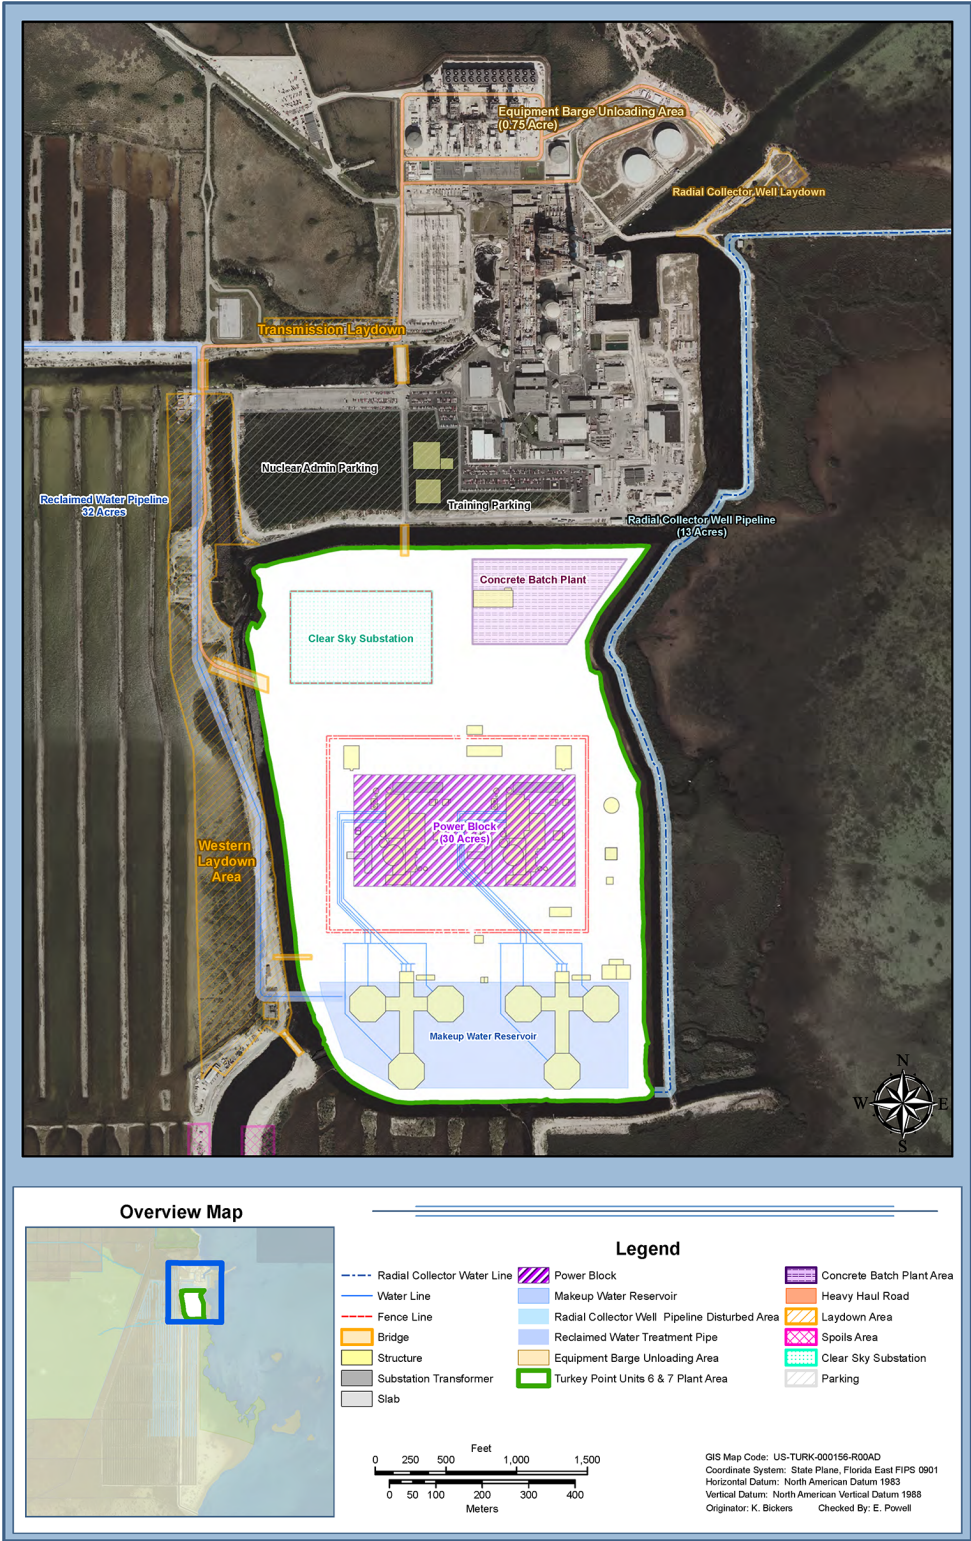 Equipment Barge Unloading Area
(0.75 Acre)
Radial Collector Well Laydown
Transmission Laydown
Nuclear Admin Parking
Reclaimed Water Pipeline
32 Acres
Training Parking
Radial Collector Well Pipeline
(13 Acres)
Concrete Batch Plant
Clear Sky Substation
Power Block
(30 Acres)
Western
Laydown
Area
Makeup Water Reservoir
N
W
E
S
Overview Map
Legend
Radial Collector Water Line
Water Line
Fence Line
Bridge
Structure
Substation Transformer
Slab
Power Block
Makeup Water Reservoir
Radial Collector Well Pipeline Disturbed Area
Reclaimed Water Treatment Pipe
Equipment Barge Unloading Area
Turkey Point Units 6 & 7 Plant Area
Concrete Batch Plant Area
Heavy Haul Road
Laydown Area
Spoils Area
Clear Sky Substation
Parking
Feet
0 250 500 1,000 1,500
0 50 100 200 300 400
Meters
GIS Map Code: US-TURK-000156-R00AD
Coordinate System: State Plane, Florida East FIPS 0901
Horizontal Datum: North American Datum 1983
Vertical Datum: North American Vertical Datum 1988
Originator: K. Bickers Checked By: E. Powell